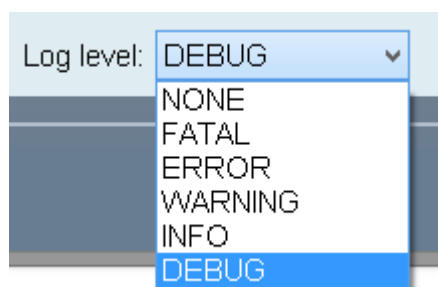 Log level: DEBUG
NONE
FATAL
ERROR
WARNING
INFO
DEBUG